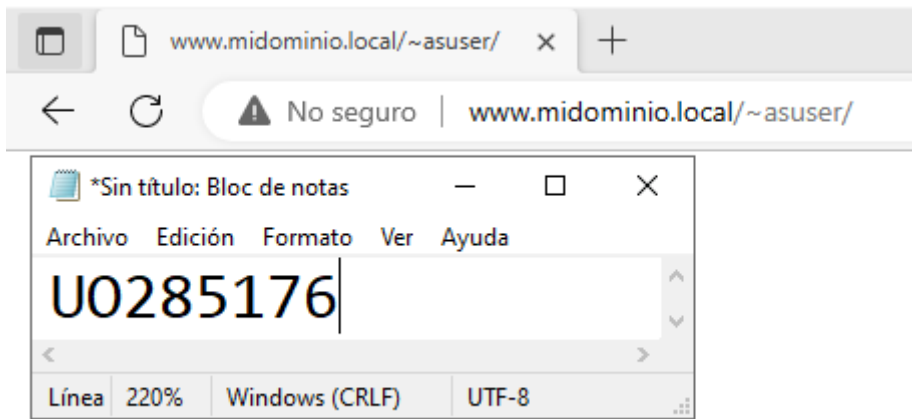 www.midominio.local/~asuser/
No seguro | www.midominio.local/~asuser/
*Sin título: Bloc de notas
Archivo Edición Formato Ver Ayuda
UO285176
Línea 220% Windows (CRLF) UTF-8